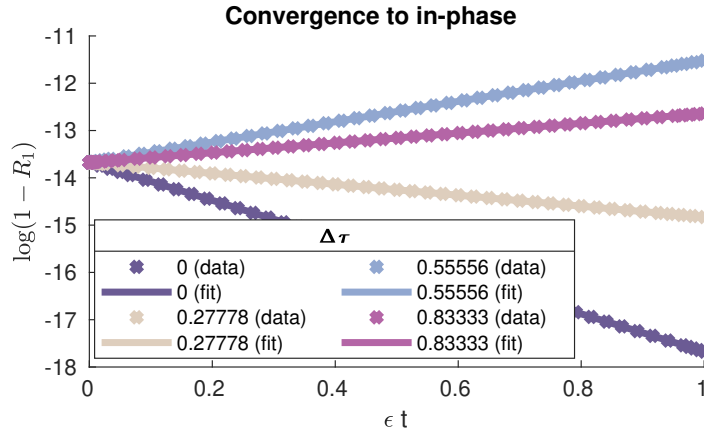 Convergence to in-phase
log(1 − R₁)
-11
-12
-13
-14
-15
-16
-17
-18
Δτ
0 (data)
0 (fit)
0.27778 (data)
0.27778 (fit)
0.55556 (data)
0.55556 (fit)
0.83333 (data)
0.83333 (fit)
0 0.2 0.4 0.6 0.8 1
ϵ t